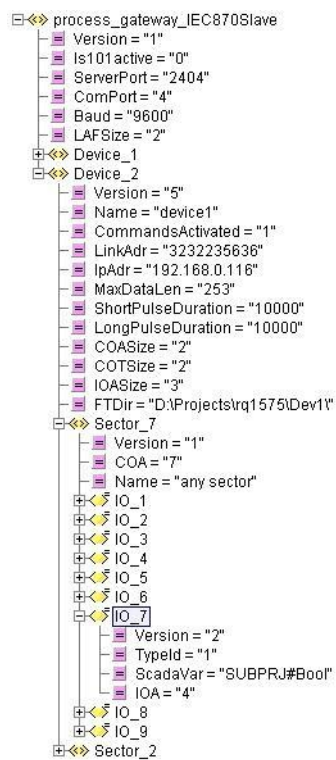 process_gateway_IEC870Slave
Version = "1"
Is101active = "0"
ServerPort = "2404"
ComPort = "4"
Baud = "9600"
LAFSize = "2"
Device_1
Device_2
Version = "5"
Name = "device1"
CommandsActivated = "1"
LinkAdr = "3232235636"
IpAdr = "192.168.0.116"
MaxDataLen = "253"
ShortPulseDuration = "10000"
LongPulseDuration = "10000"
COASize = "2"
COTSize = "2"
IOASize = "3"
FTDir = "D:\Projects\rq1575\Dev1\"
Sector_7
Version = "1"
COA = "7"
Name = "any sector"
IO_1
IO_2
IO_3
IO_4
IO_5
IO_6
IO_7
Version = "2"
TypeId = "1"
ScadaVar = "SUBPRJ#Bool"
IOA = "4"
IO_8
IO_9
Sector_2